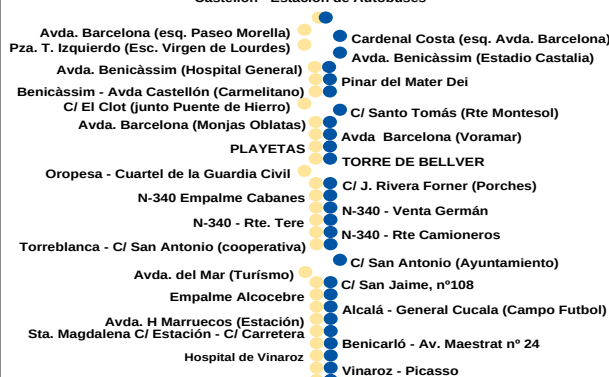 Castellón - Estación de Autobuses
Avda. Barcelona (esq. Paseo Morella)
Cardenal Costa (esq. Avda. Barcelona)
Pza. T. Izquierdo (Esc. Virgen de Lourdes)
Avda. Benicàssim (Estadio Castalia)
Avda. Benicàssim (Hospital General)
Pinar del Mater Dei
Benicàssim - Avda Castellón (Carmelitano)
C/ El Clot (junto Puente de Hierro)
C/ Santo Tomás (Rte Montesol)
Avda. Barcelona (Monjas Oblatas)
Avda Barcelona (Voramar)
PLAYETAS
TORRE DE BELLVER
Oropesa - Cuartel de la Guardia Civil
C/ J. Rivera Forner (Porches)
N-340 Empalme Cabanes
N-340 - Venta Germán
N-340 - Rte. Tere
N-340 - Rte Camioneros
Torreblanca - C/ San Antonio (cooperativa)
C/ San Antonio (Ayuntamiento)
Avda. del Mar (Turísmo)
C/ San Jaime, nº108
Empalme Alcocebre
Alcalá - General Cucala (Campo Futbol)
Avda. H Marruecos (Estación)
Sta. Magdalena C/ Estación - C/ Carretera
Benicarló - Av. Maestrat nº 24
Hospital de Vinaroz
Vinaroz - Picasso